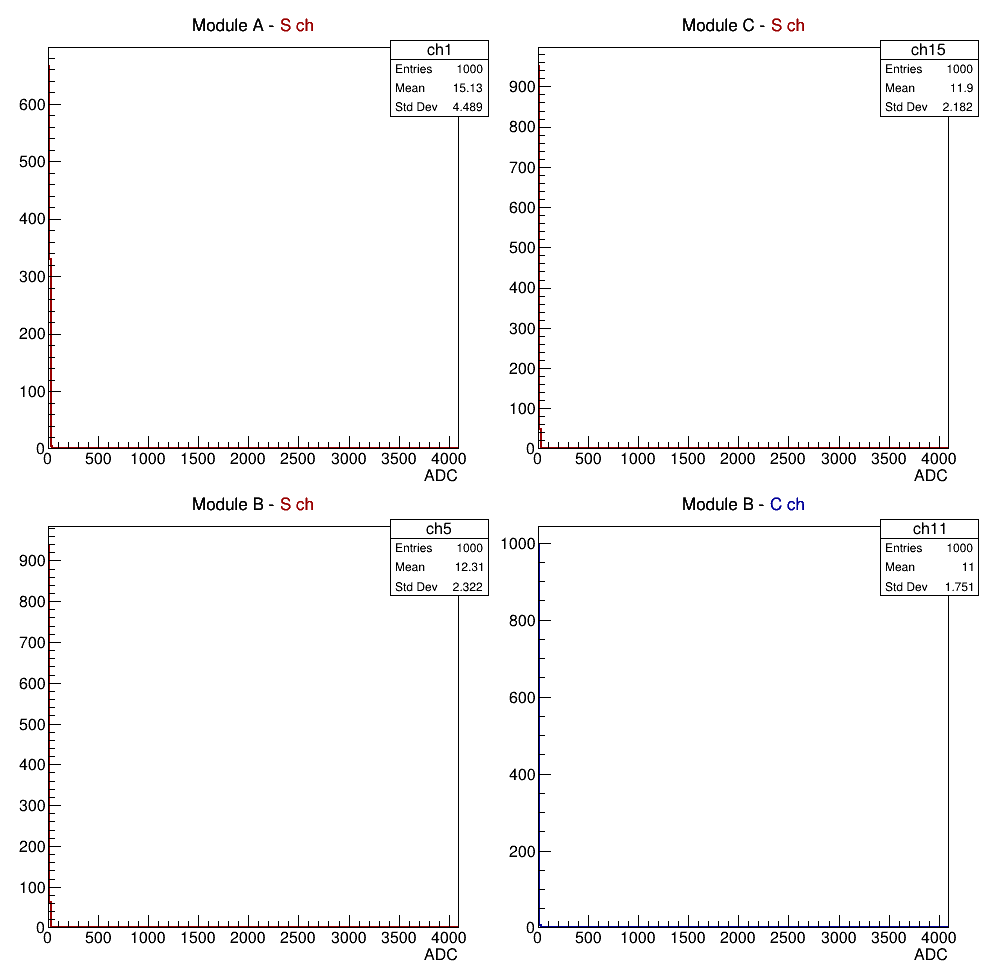 Module A - S ch
ch1
Entries 1000
Mean 15.13
Std Dev 4.489
600
500
400
300
200
100
0
0 500 1000 1500 2000 2500 3000 3500 4000
ADC
Module C - S ch
ch15
Entries 1000
Mean 11.9
Std Dev 2.182
900
800
700
600
500
400
300
200
100
0
0 500 1000 1500 2000 2500 3000 3500 4000
ADC
Module B - S ch
ch5
Entries 1000
Mean 12.31
Std Dev 2.322
900
800
700
600
500
400
300
200
100
0
0 500 1000 1500 2000 2500 3000 3500 4000
ADC
Module B - C ch
ch11
Entries 1000
Mean 11
Std Dev 1.751
1000
800
600
400
200
0
0 500 1000 1500 2000 2500 3000 3500 4000
ADC